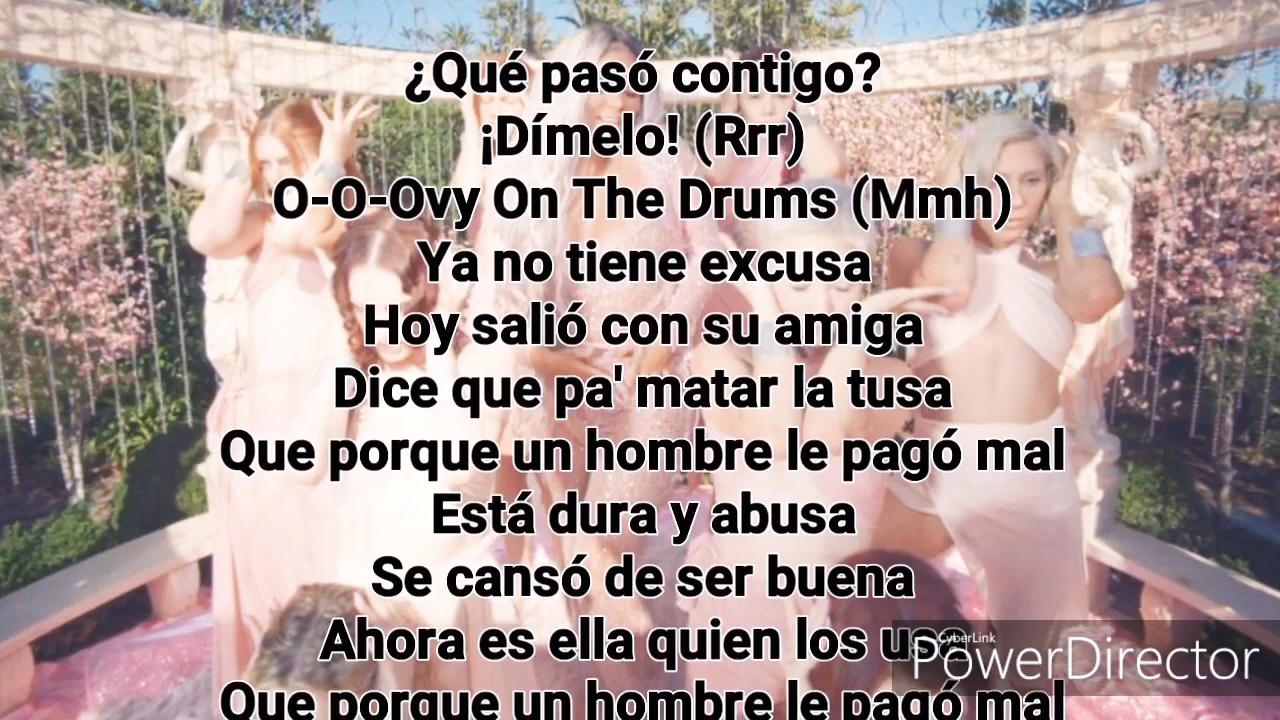 ¿Qué pasó contigo?
¡Dímelo! (Rrr)
O-O-Ovy On The Drums (Mmh)
Ya no tiene excusa
Hoy salió con su amiga
Dice que pa' matar la tusa
Que porque un hombre le pagó mal
Está dura y abusa
Se cansó de ser buena
Ahora es ella quien los usa
CyberLink
PowerDirector
Que porque un hombre le pagó mal